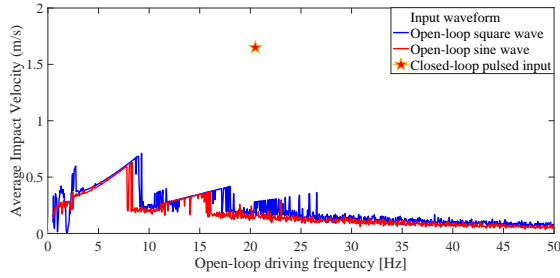 Average Impact Velocity (m/s)
2
1.5
1
0.5
0
0
5
10
15
20
25
30
35
40
45
50
Open-loop driving frequency [Hz]
Input waveform
Open-loop square wave
Open-loop sine wave
Closed-loop pulsed input